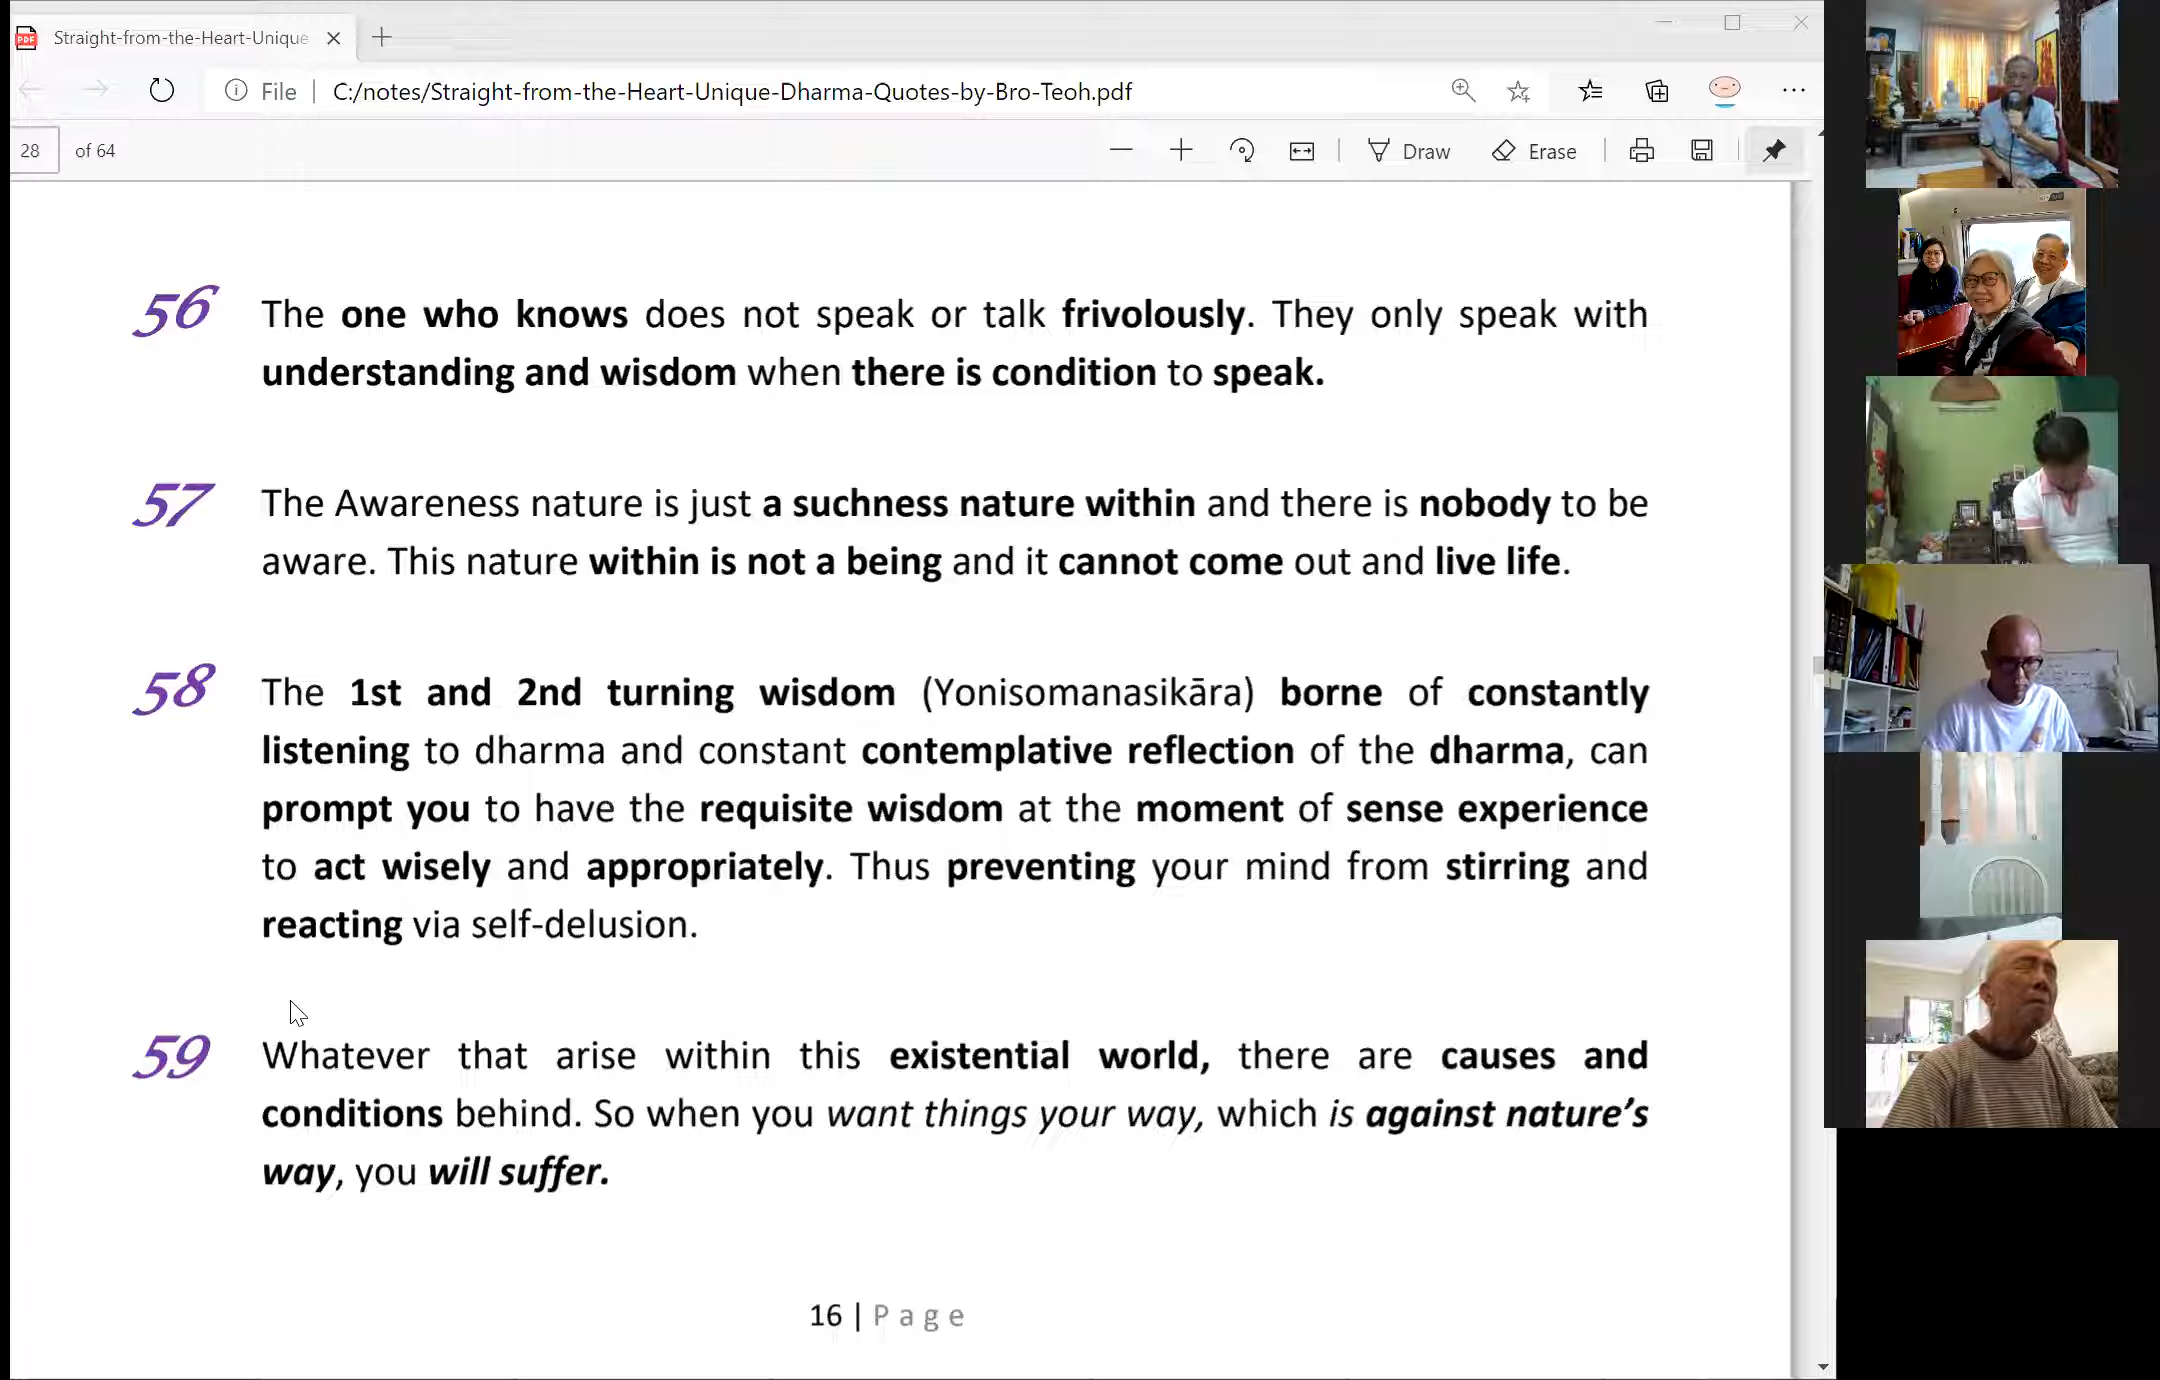 Straight-from-the-Heart-Unique
File
C:/notes/Straight-from-the-Heart-Unique-Dharma-Quotes-by-Bro-Teoh.pdf
28 of 64
Draw
Erase
56 The one who knows does not speak or talk frivolously. They only speak with
understanding and wisdom when there is condition to speak.
57 The Awareness nature is just a suchness nature within and there is nobody to be
aware. This nature within is not a being and it cannot come out and live life.
58 The 1st and 2nd turning wisdom (Yonisomanasikāra) borne of constantly
listening to dharma and constant contemplative reflection of the dharma, can
prompt you to have the requisite wisdom at the moment of sense experience
to act wisely and appropriately. Thus preventing your mind from stirring and
reacting via self-delusion.
59 Whatever that arise within this existential world, there are causes and
conditions behind. So when you want things your way, which is against nature’s
way, you will suffer.
16 | Page